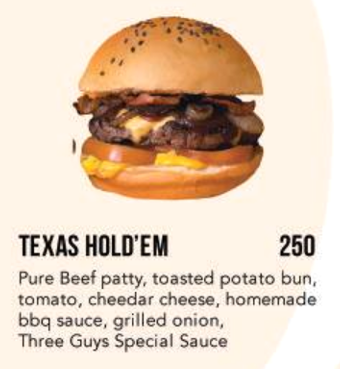 TEXAS HOLD'EM 250
Pure Beef patty, toasted potato bun,
tomato, cheedar cheese, homemade
bbq sauce, grilled onion,
Three Guys Special Sauce